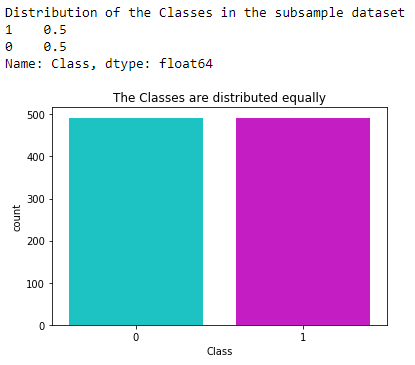 Distribution of the Classes in the subsample dataset
1    0.5
0    0.5
Name: Class, dtype: float64
The Classes are distributed equally
500
400
300
200
100
0
count
0
1
Class